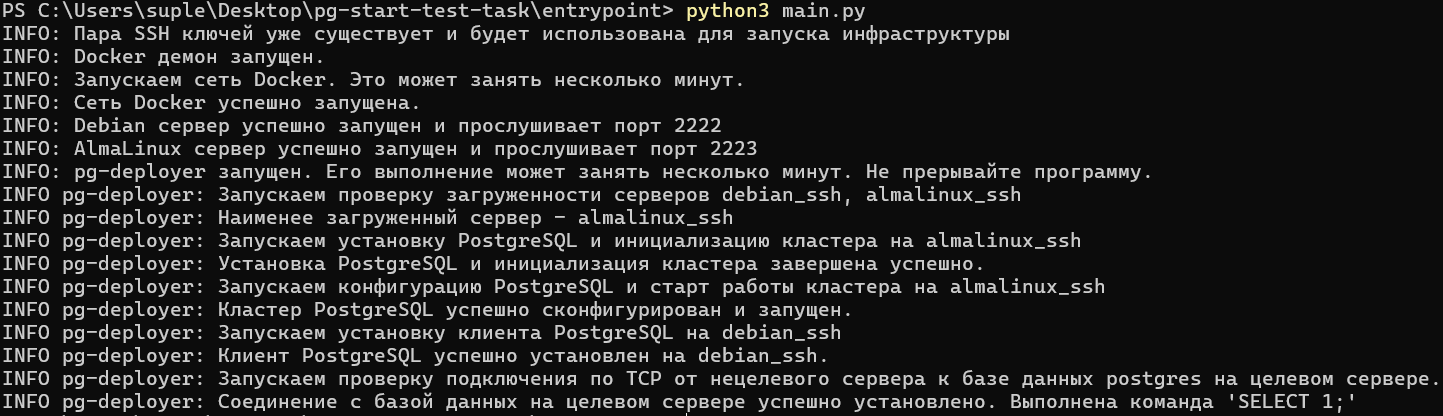 PS C:\Users\suple\Desktop\pg-start-test-task\entrypoint> python3 main.py
INFO: Пара SSH ключей уже существует и будет использована для запуска инфраструктуры
INFO: Docker демон запущен.
INFO: Запускаем сеть Docker. Это может занять несколько минут.
INFO: Сеть Docker успешно запущена.
INFO: Debian сервер успешно запущен и прослушивает порт 2222
INFO: AlmaLinux сервер успешно запущен и прослушивает порт 2223
INFO: pg-deployer запущен. Его выполнение может занять несколько минут. Не прерывайте программу.
INFO pg-deployer: Запускаем проверку загруженности серверов debian_ssh, almalinux_ssh
INFO pg-deployer: Наименее загруженный сервер - almalinux_ssh
INFO pg-deployer: Запускаем установку PostgreSQL и инициализацию кластера на almalinux_ssh
INFO pg-deployer: Установка PostgreSQL и инициализация кластера завершена успешно.
INFO pg-deployer: Запускаем конфигурацию PostgreSQL и старт работы кластера на almalinux_ssh
INFO pg-deployer: Кластер PostgreSQL успешно сконфигурирован и запущен.
INFO pg-deployer: Запускаем установку клиента PostgreSQL на debian_ssh
INFO pg-deployer: Клиент PostgreSQL успешно установлен на debian_ssh.
INFO pg-deployer: Запускаем проверку подключения по TCP от нецелевого сервера к базе данных postgres на целевом сервере.
INFO pg-deployer: Соединение с базой данных на целевом сервере успешно установлено. Выполнена команда 'SELECT 1;'